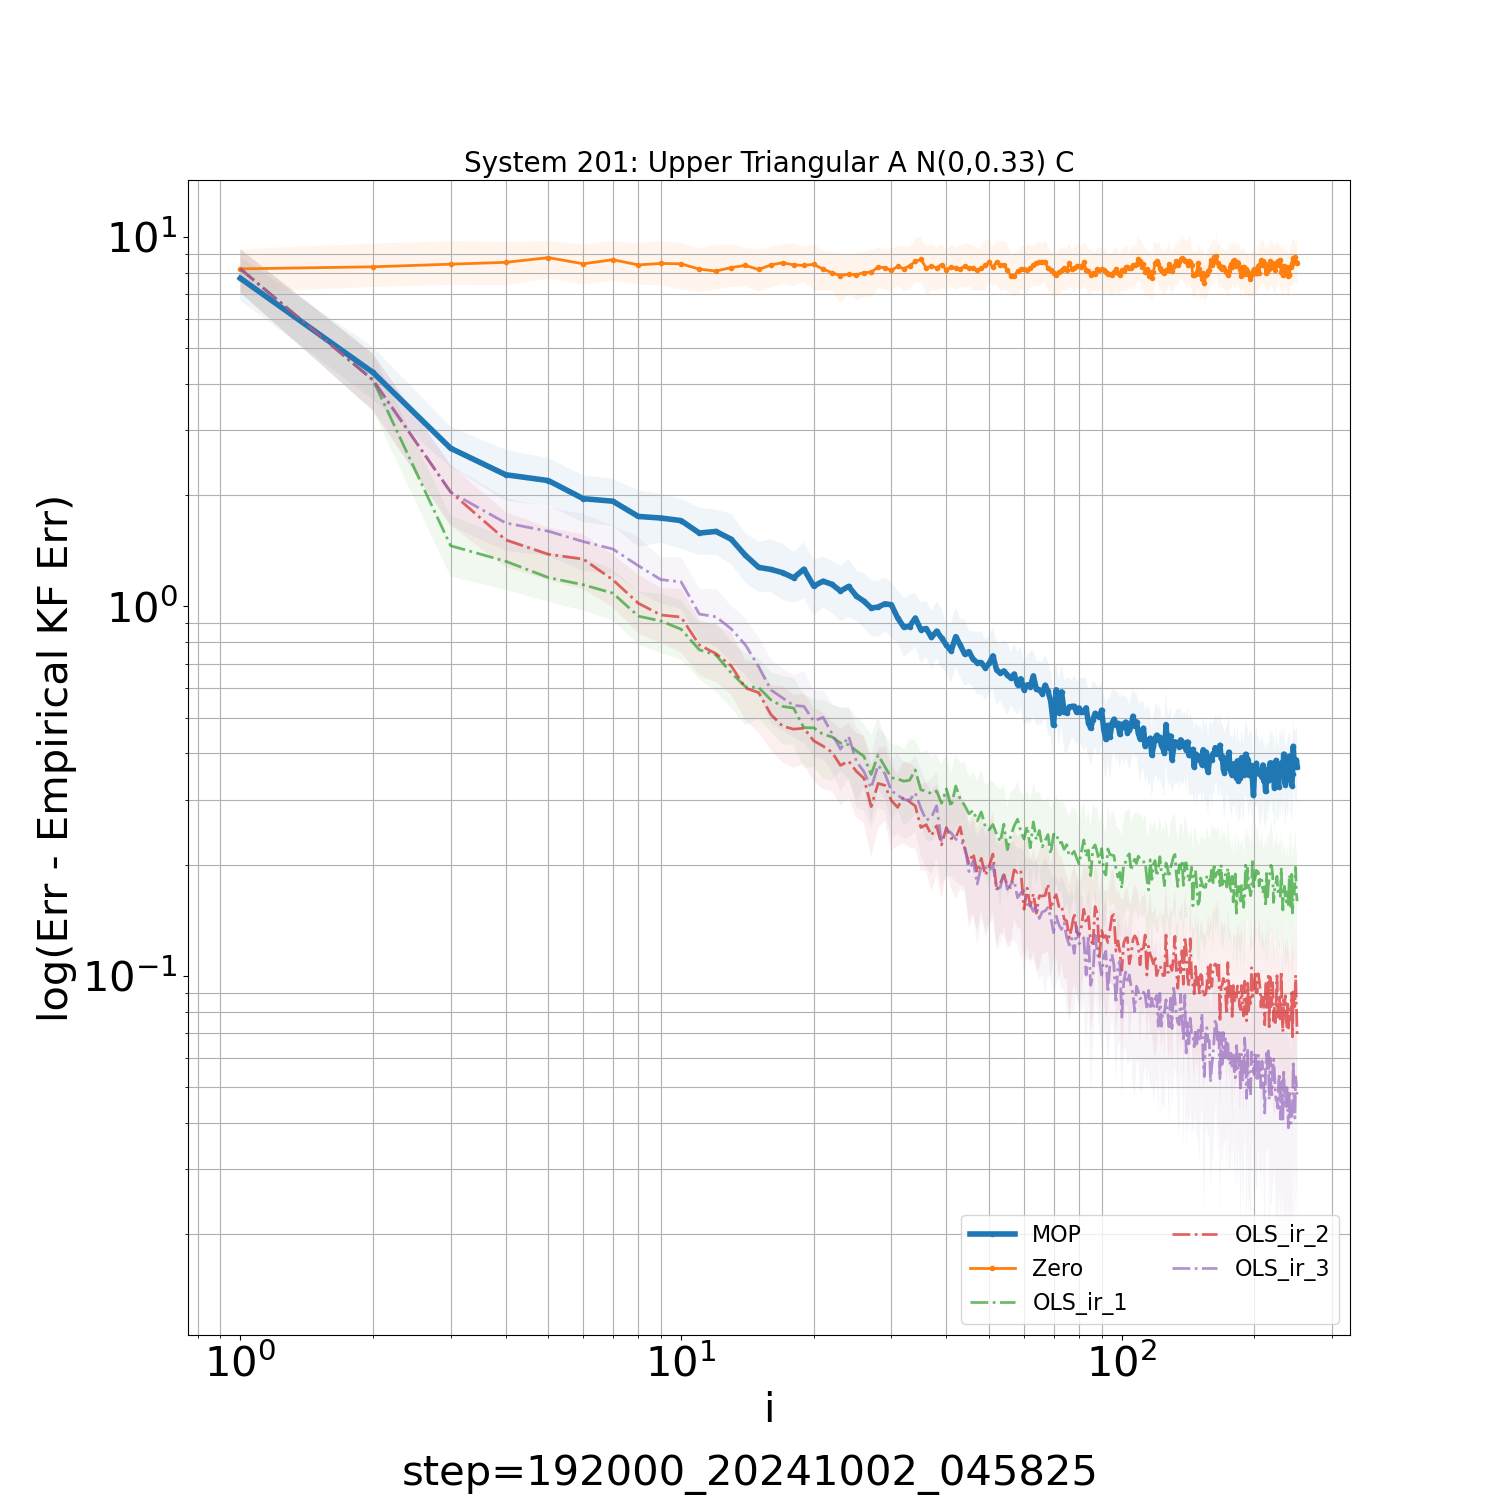 System 201: Upper Triangular A N(0,0.33) C
log(Err - Empirical KF Err)
10¹
10⁰
10⁻¹
MOP
Zero
OLS_ir_1
OLS_ir_2
OLS_ir_3
10⁰ 10¹ 10²
i
step=192000_20241002_045825